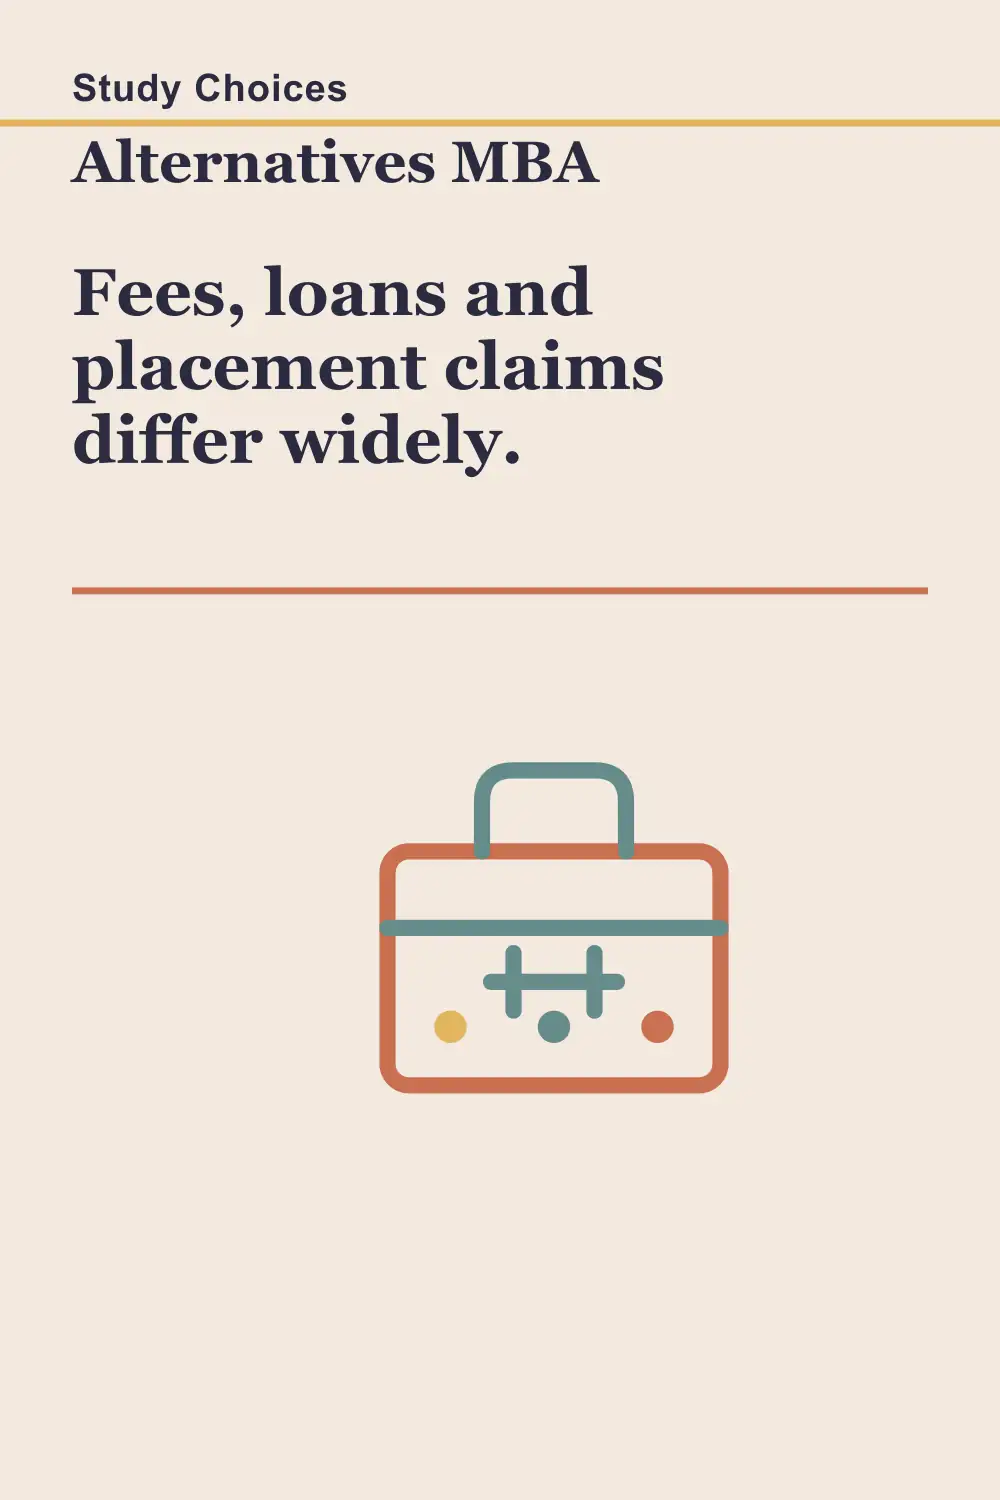 Study Choices
Alternatives MBA
Fees, loans and
placement claims
differ widely.